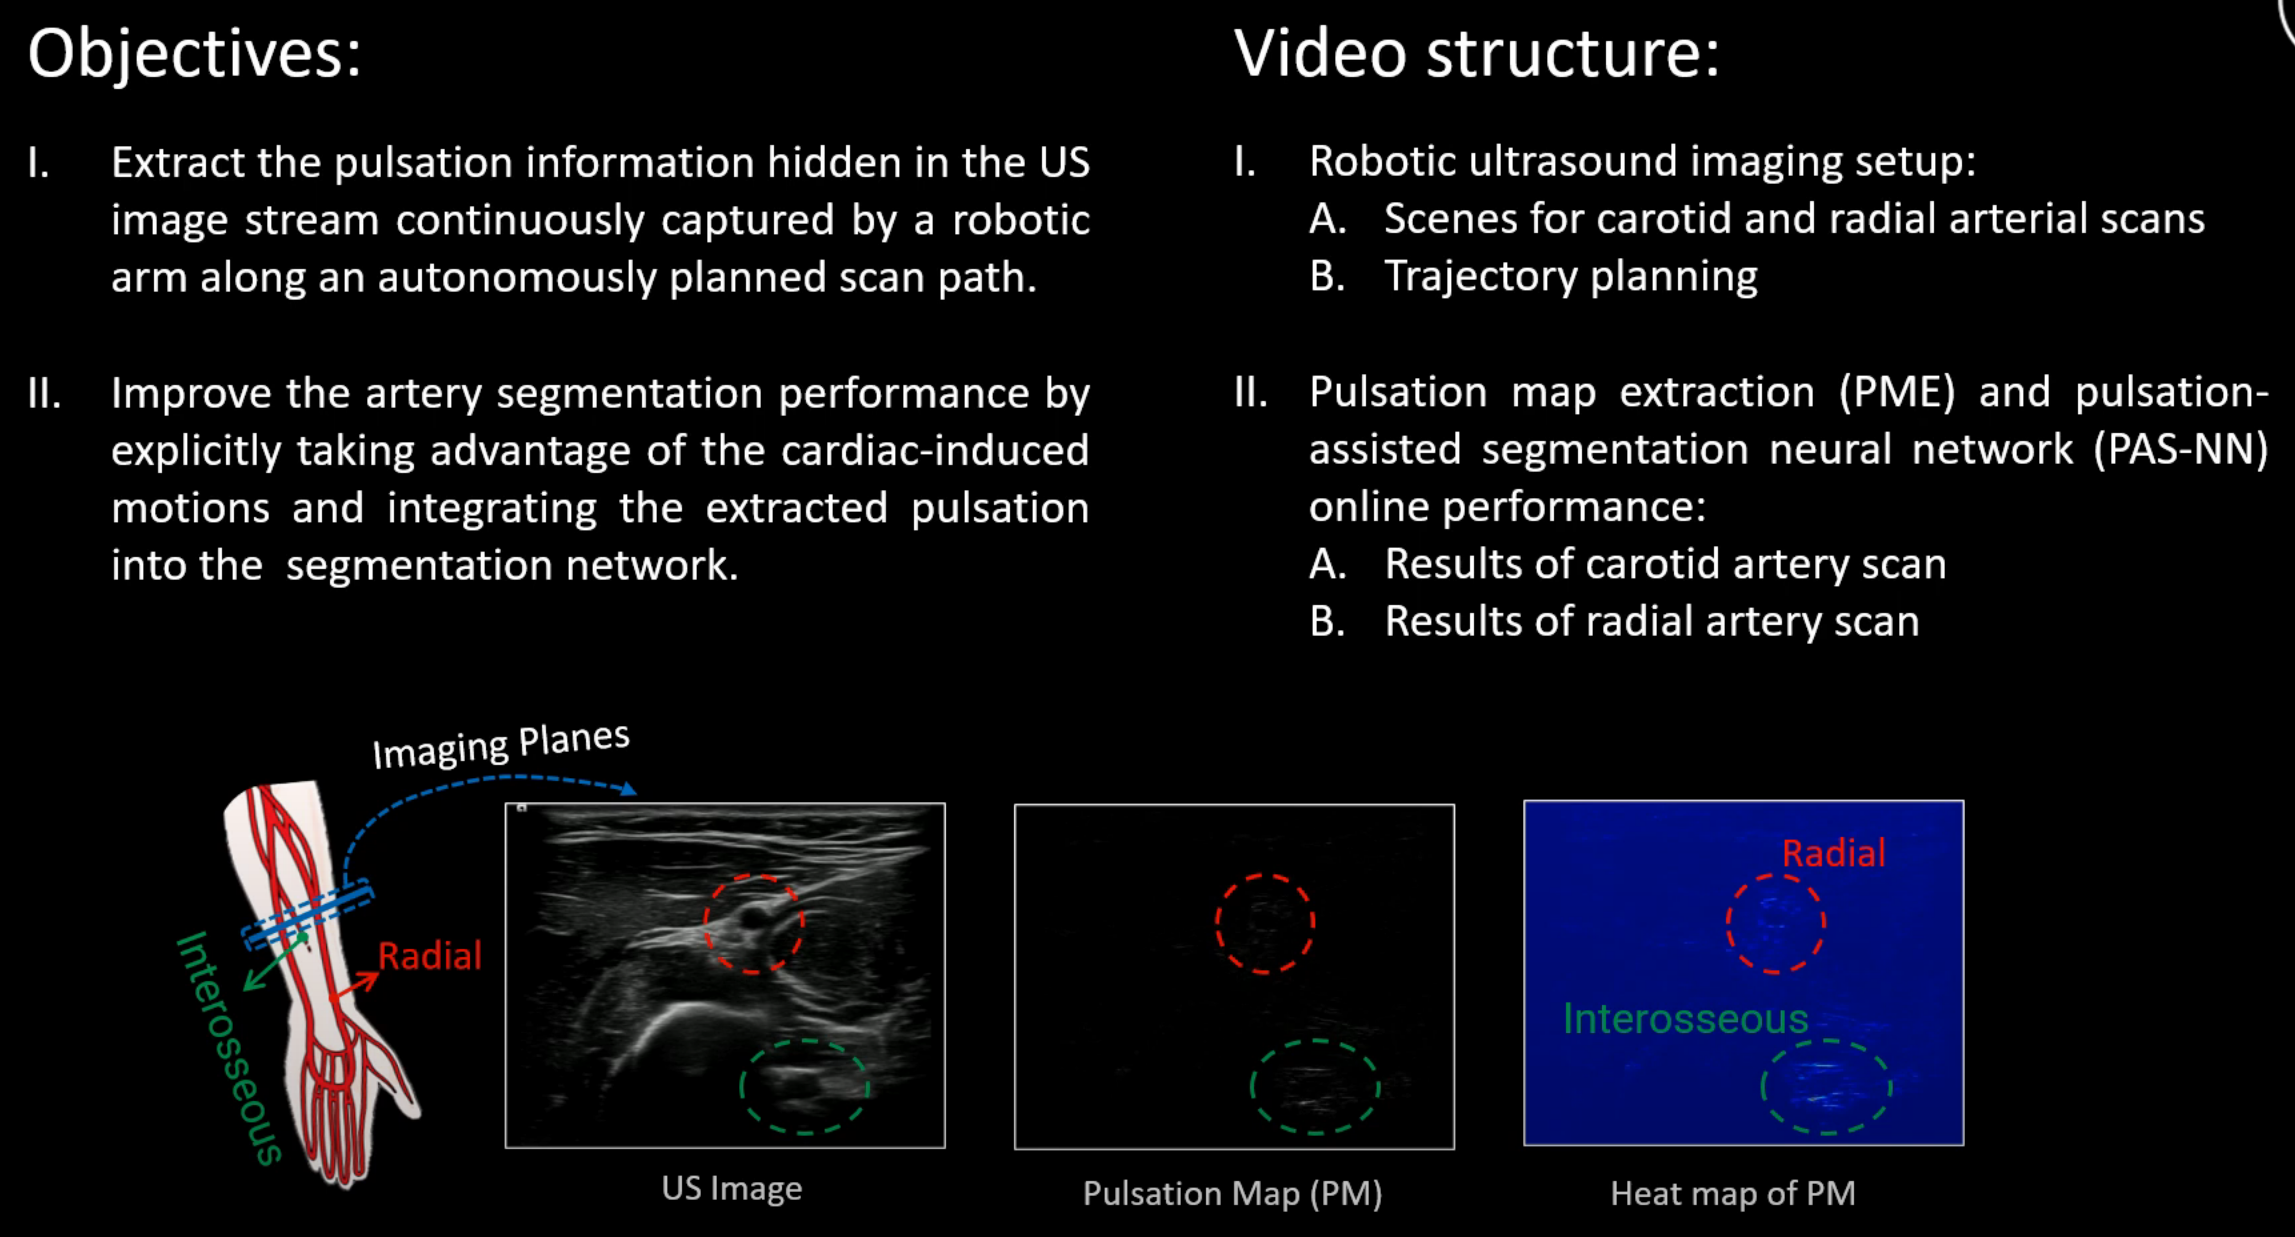 Objectives:
I. Extract the pulsation information hidden in the US
image stream continuously captured by a robotic
arm along an autonomously planned scan path.
II. Improve the artery segmentation performance by
explicitly taking advantage of the cardiac-induced
motions and integrating the extracted pulsation
into the segmentation network.
Video structure:
I. Robotic ultrasound imaging setup:
A. Scenes for carotid and radial arterial scans
B. Trajectory planning
II. Pulsation map extraction (PME) and pulsation-
assisted segmentation neural network (PAS-NN)
online performance:
A. Results of carotid artery scan
B. Results of radial artery scan
Imaging Planes
Interosseous
Radial
US Image
Pulsation Map (PM)
Radial
Interosseous
Heat map of PM